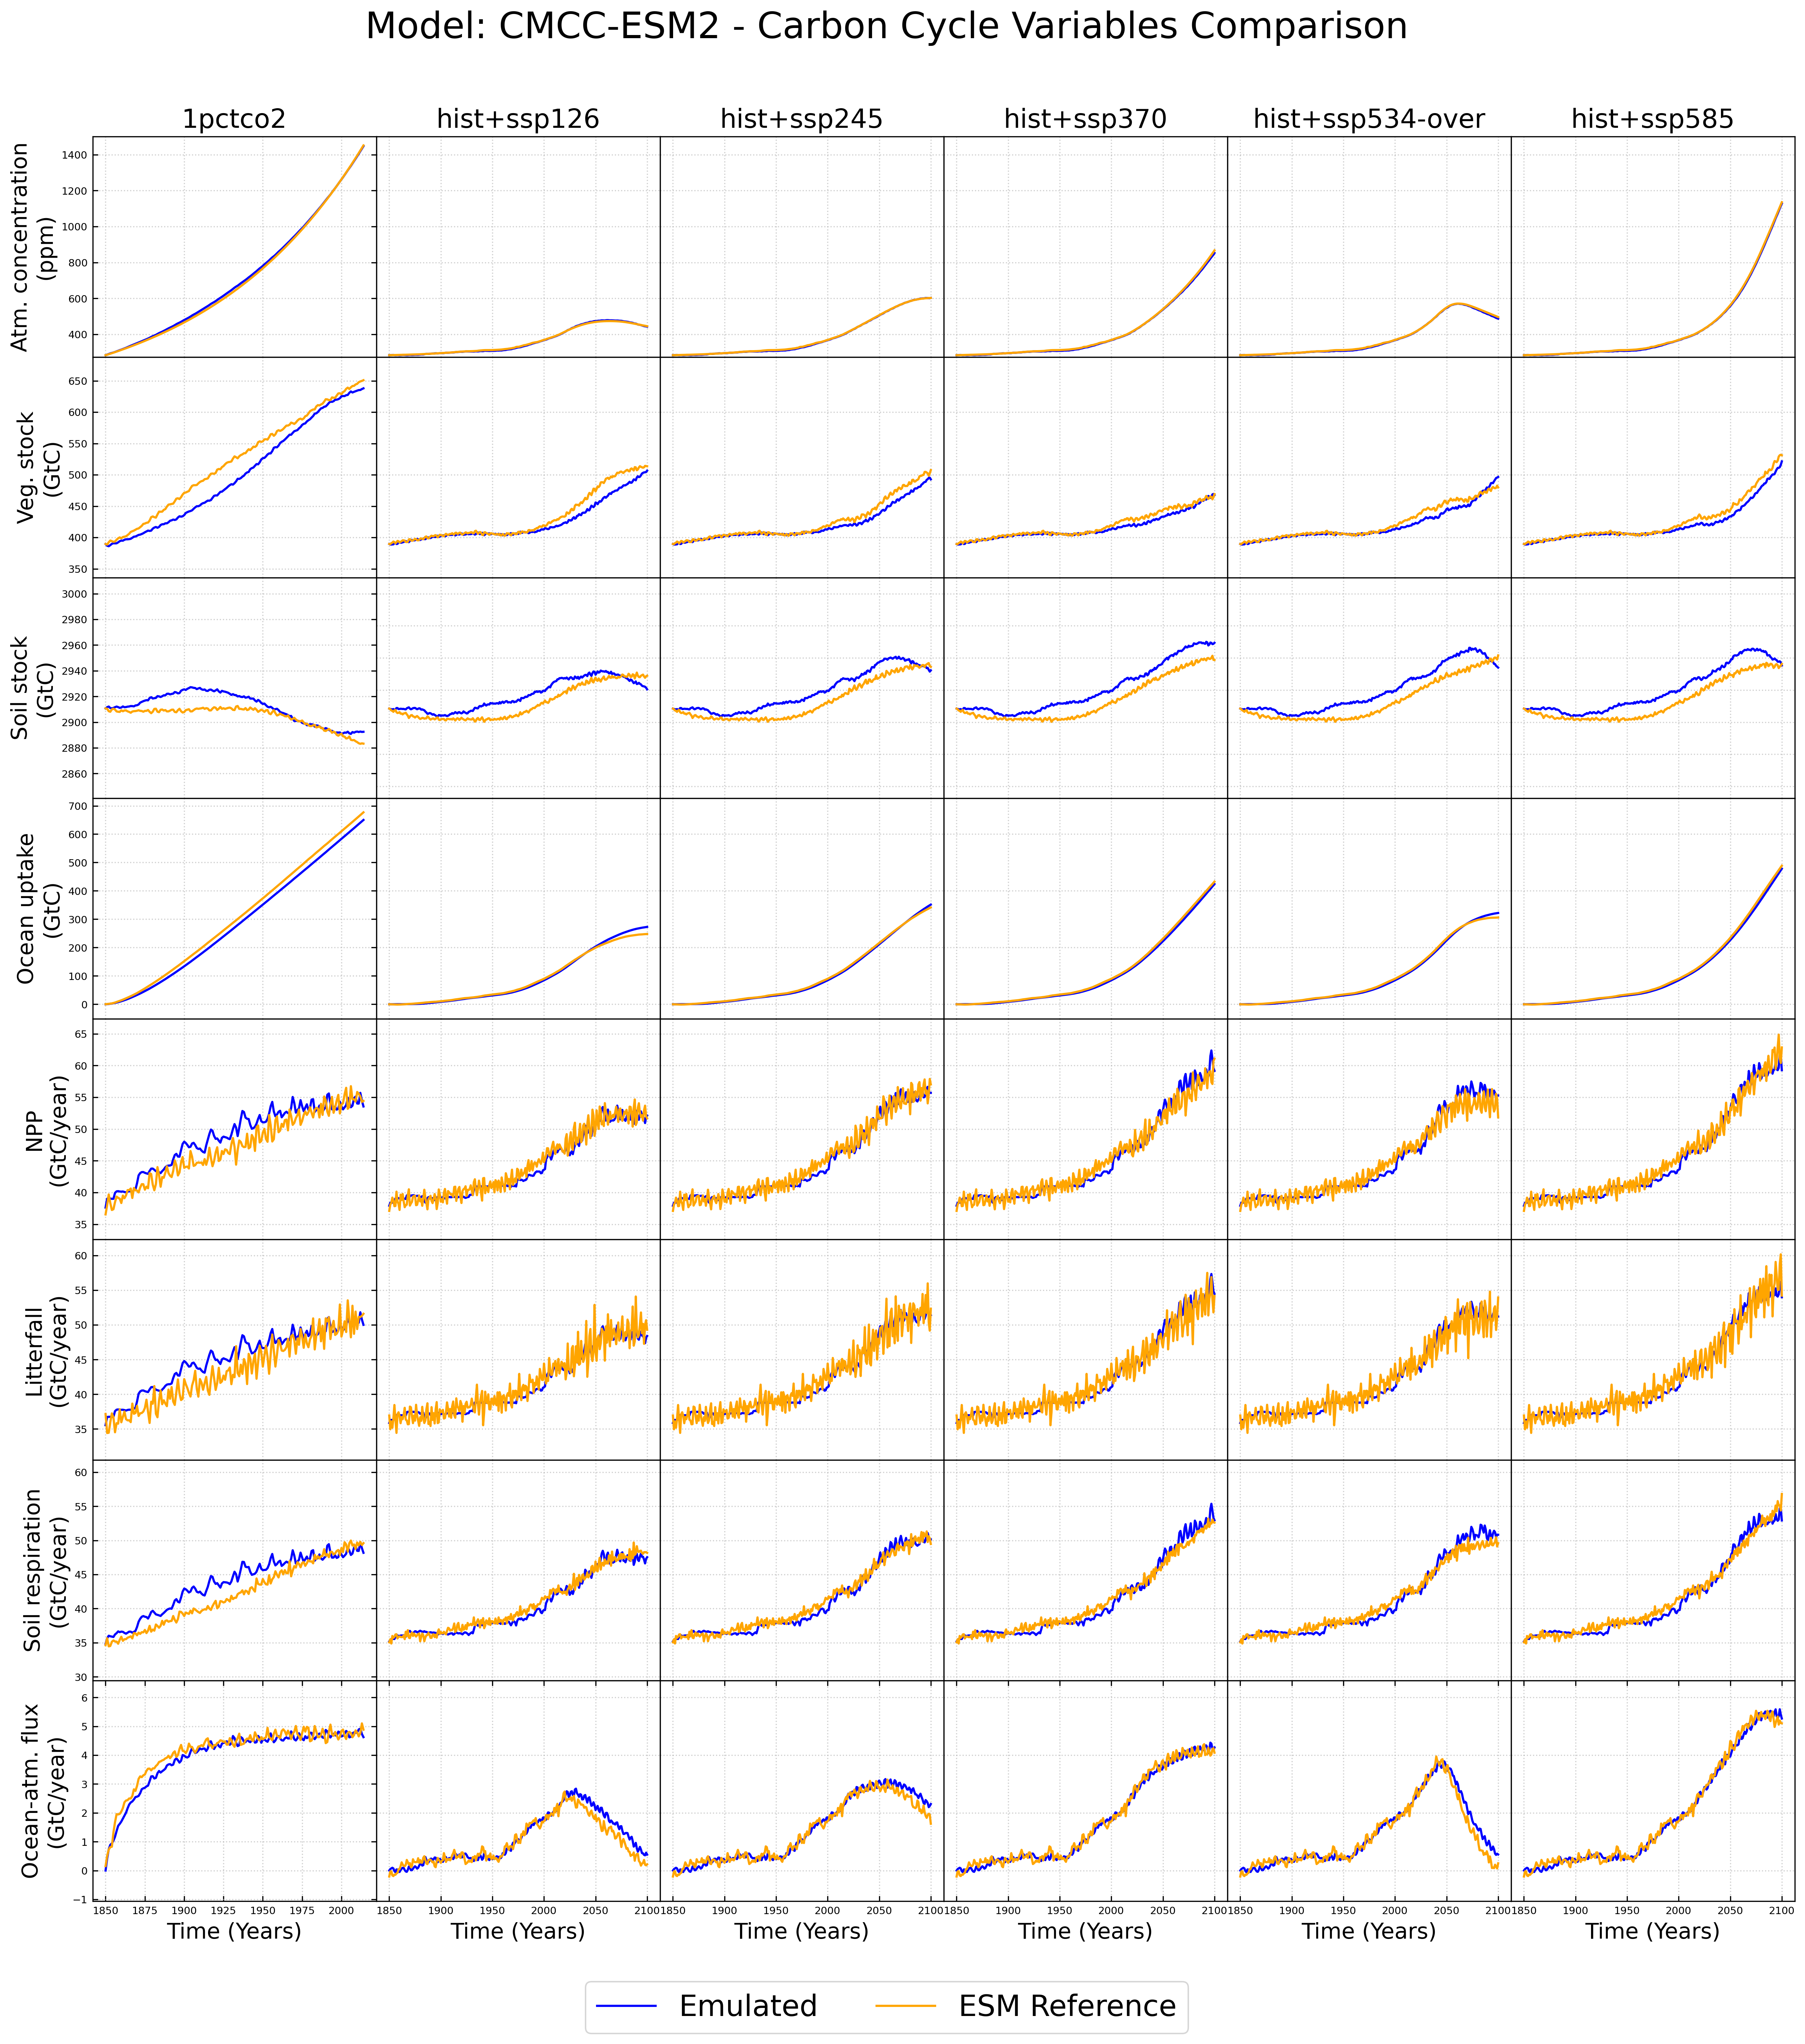 Model: CMCC-ESM2 - Carbon Cycle Variables Comparison
1pctco2 hist+ssp126 hist+ssp245 hist+ssp370 hist+ssp534-over hist+ssp585
Atm. concentration
(ppm)
1400
1200
1000
800
600
400
Veg. stock
(GtC)
650
600
550
500
450
400
350
Soil stock
(GtC)
3000
2980
2960
2940
2920
2900
2880
2860
Ocean uptake
(GtC)
700
600
500
400
300
200
100
0
NPP
(GtC/year)
65
60
55
50
45
40
35
Litterfall
(GtC/year)
60
55
50
45
40
35
Soil respiration
(GtC/year)
60
55
50
45
40
35
30
Ocean-atm. flux
(GtC/year)
6
5
4
3
2
1
0
−1
1850 1875 1900 1925 1950 1975 2000 1850 1900 1950 2000 2050 2100 1850 1900 1950 2000 2050 2100 1850 1900 1950 2000 2050 2100 1850 1900 1950 2000 2050 2100 1850 1900 1950 2000 2050 2100
Time (Years) Time (Years) Time (Years) Time (Years) Time (Years) Time (Years)
Emulated ESM Reference